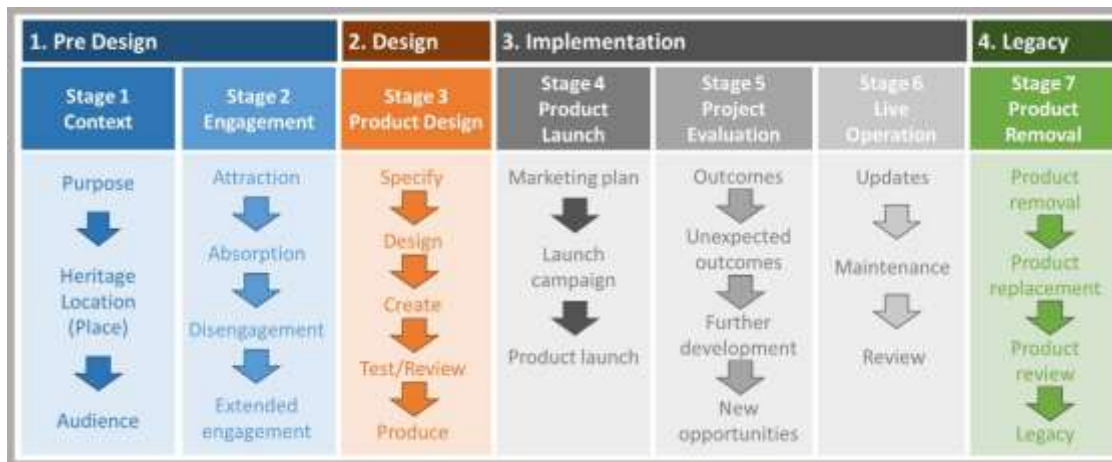 1. Pre Design
2. Design
3. Implementation
4. Legacy
Stage 1
Context
Stage 2
Engagement
Stage 3
Product Design
Stage 4
Product
Launch
Stage 5
Project
Evaluation
Stage 6
Live
Operation
Stage 7
Product
Removal
Purpose
Heritage
Location
(Place)
Audience
Attraction
Absorption
Disengagement
Extended
engagement
Specify
Design
Create
Test/Review
Produce
Marketing plan
Launch
campaign
Product launch
Outcomes
Unexpected
outcomes
Further
development
New
opportunities
Updates
Maintenance
Review
Product
removal
Product
replacement
Product
review
Legacy